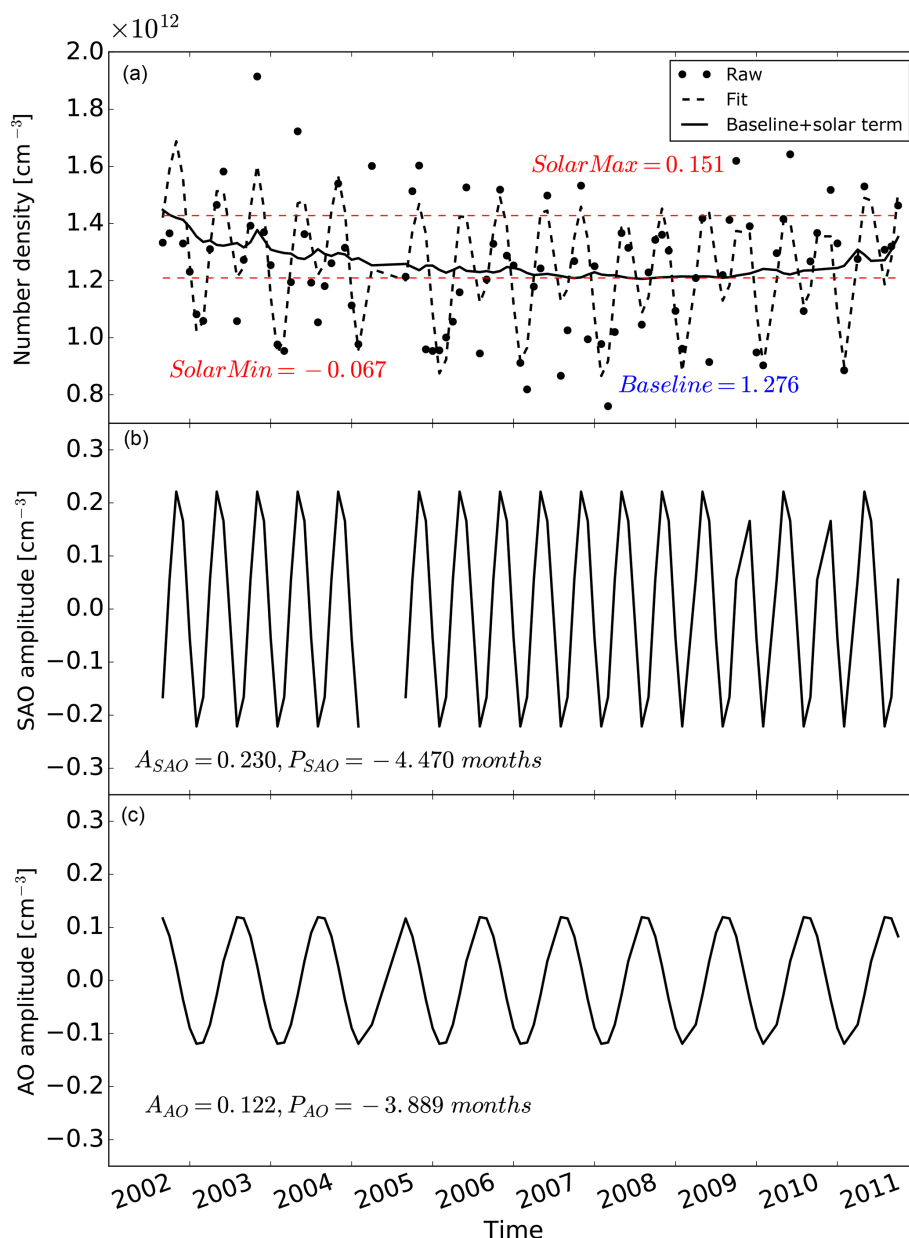 ×10¹²
(a)
Raw
Fit
Baseline+solar term
SolarMax = 0.151
SolarMin = −0.067
Baseline = 1.276
Number density [cm⁻³]
2.0
1.8
1.6
1.4
1.2
1.0
0.8
(b)
SAO amplitude [cm⁻³]
0.3
0.2
0.1
0.0
−0.1
−0.2
−0.3
A_SAO = 0.230, P_SAO = −4.470 months
(c)
AO amplitude [cm⁻³]
0.3
0.2
0.1
0.0
−0.1
−0.2
−0.3
A_AO = 0.122, P_AO = −3.889 months
2002 2003 2004 2005 2006 2007 2008 2009 2010 2011
Time